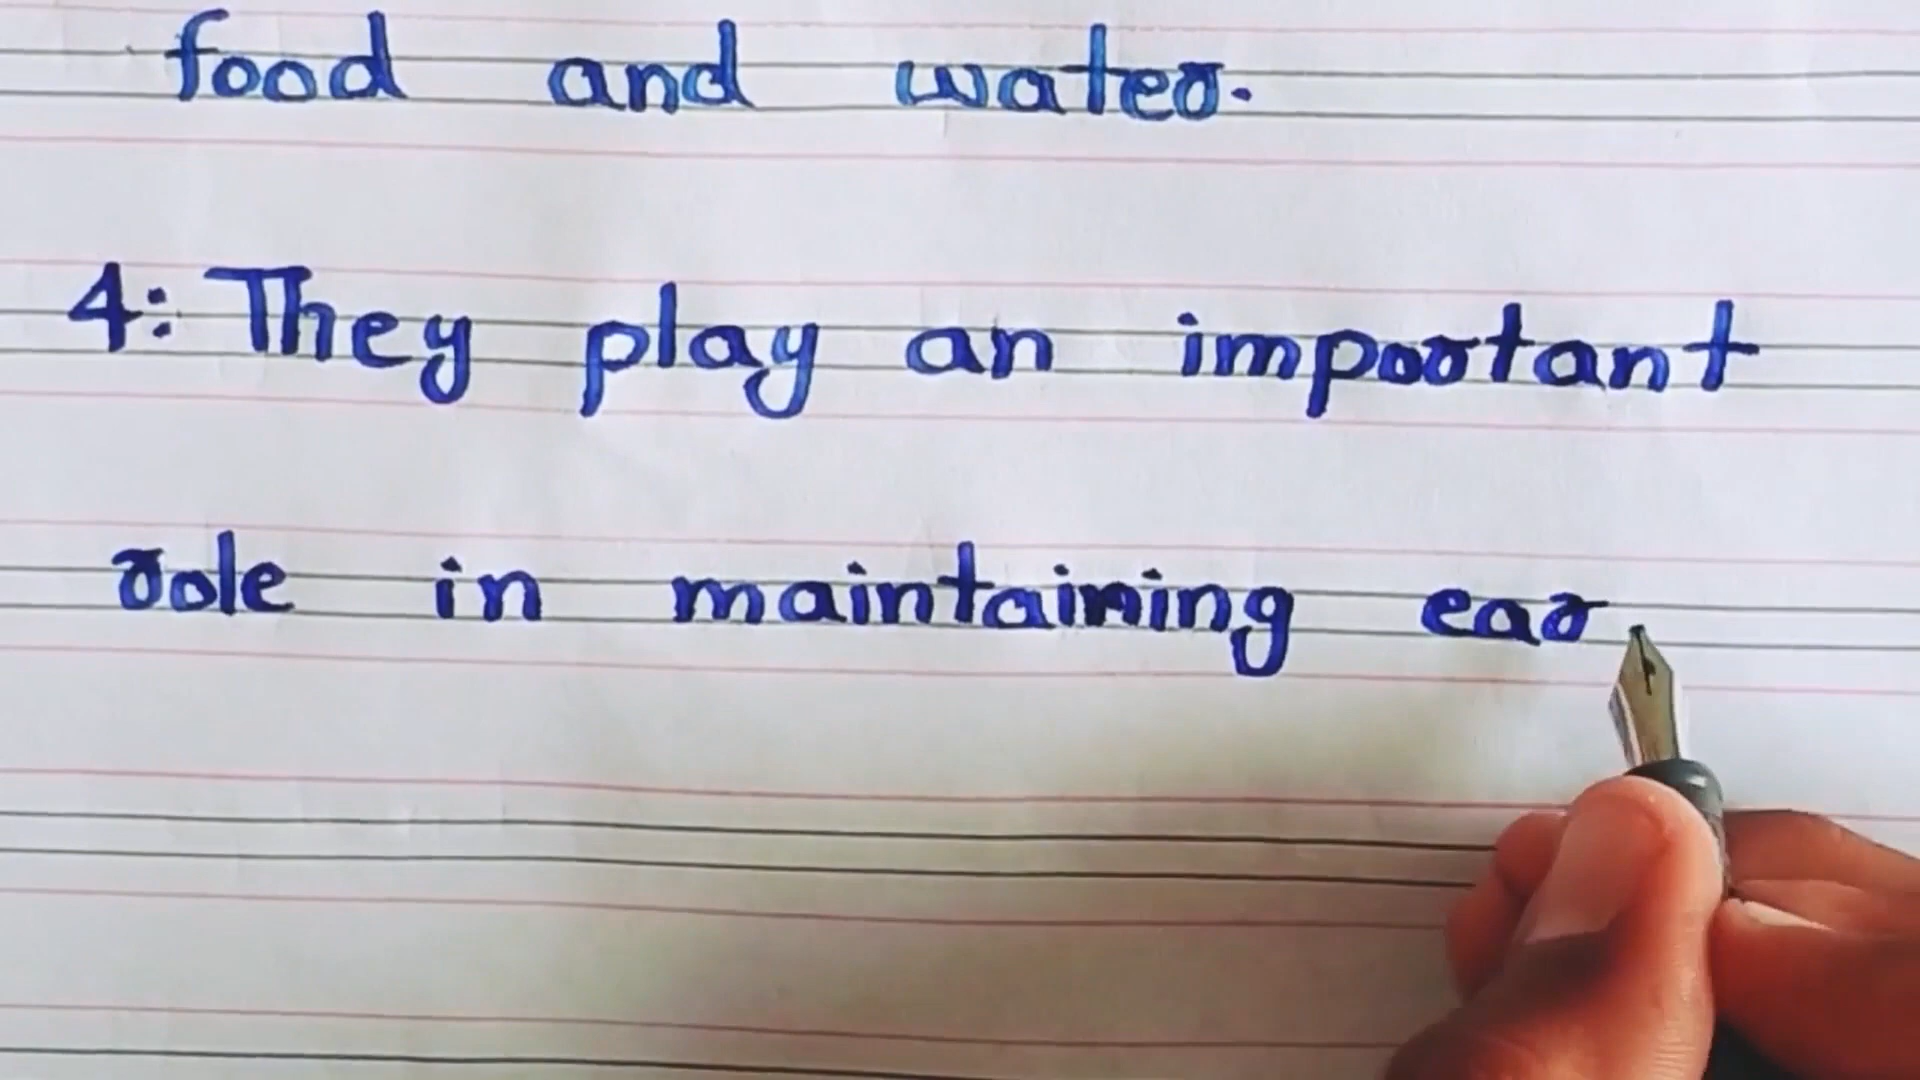 food and water.
4: They play an important
role in maintaining ear